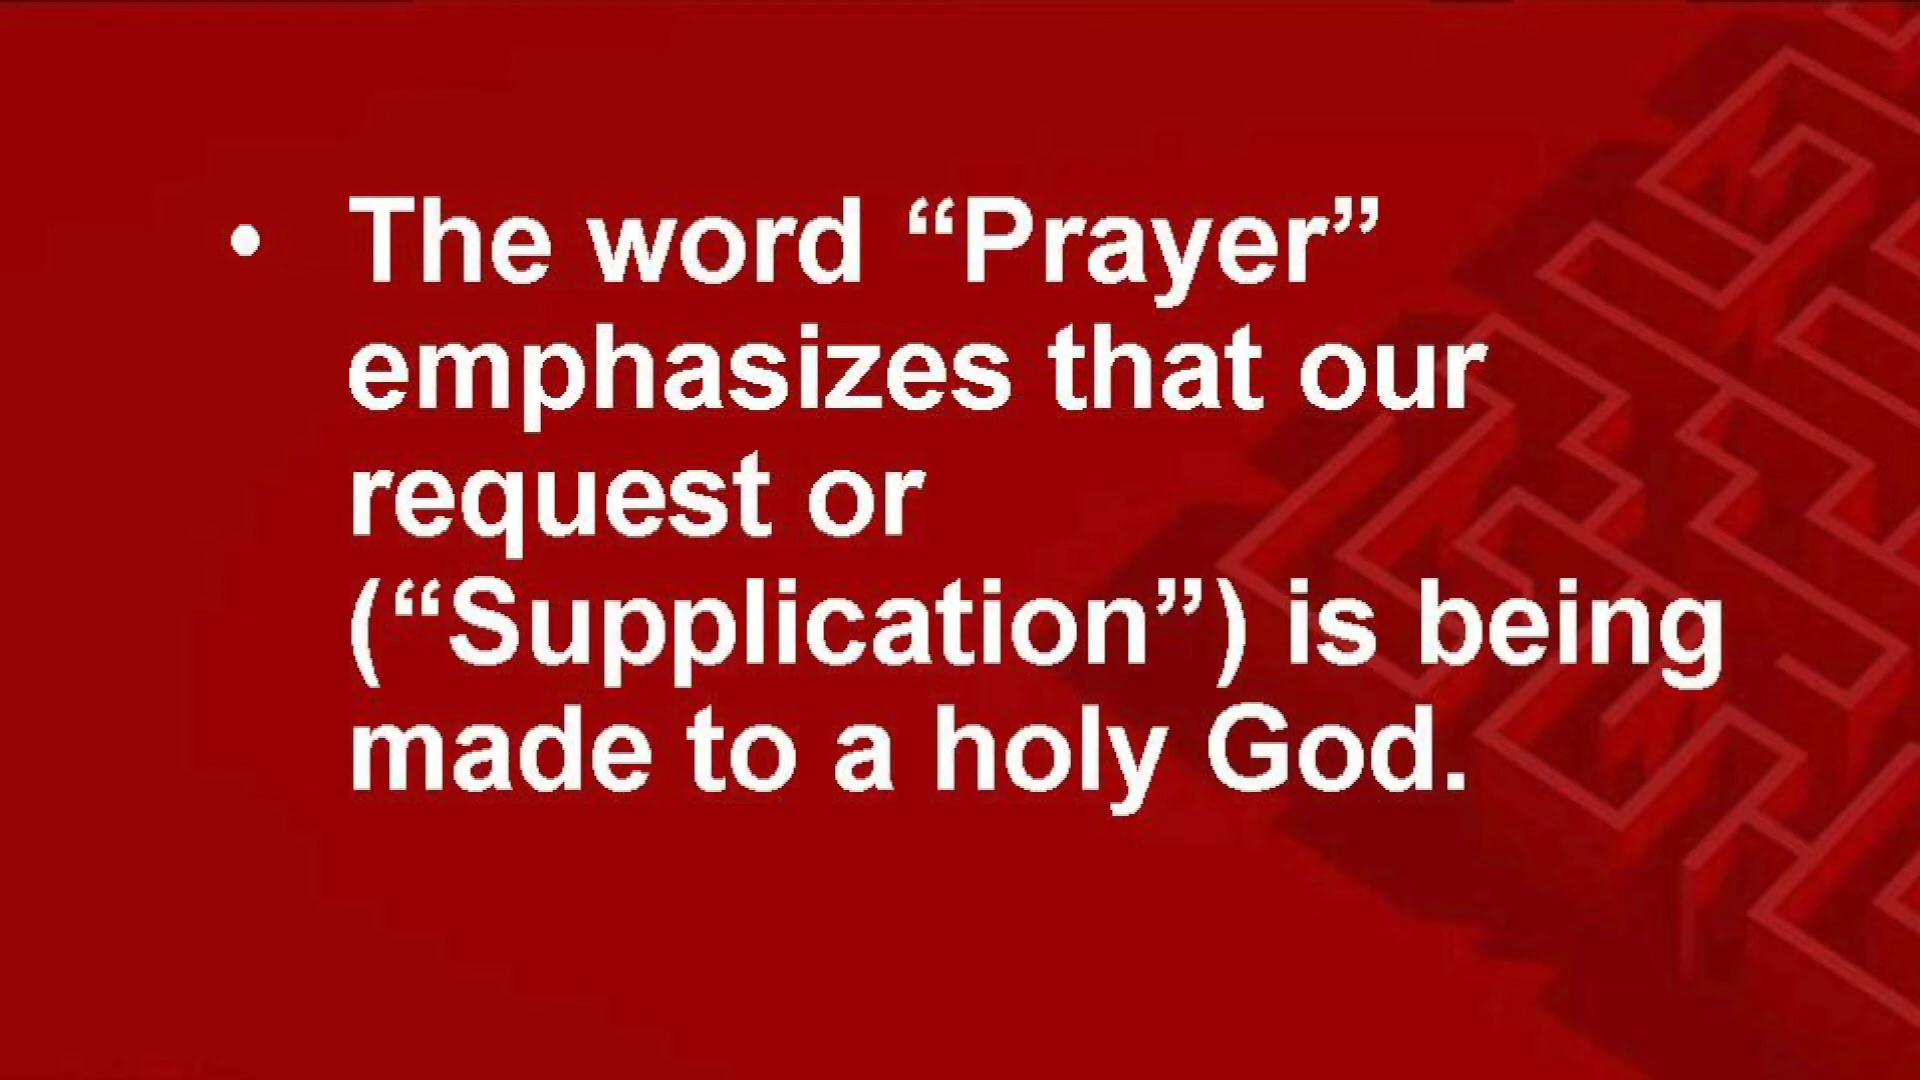 • The word “Prayer”
emphasizes that our
request or
(“Supplication”) is being
made to a holy God.